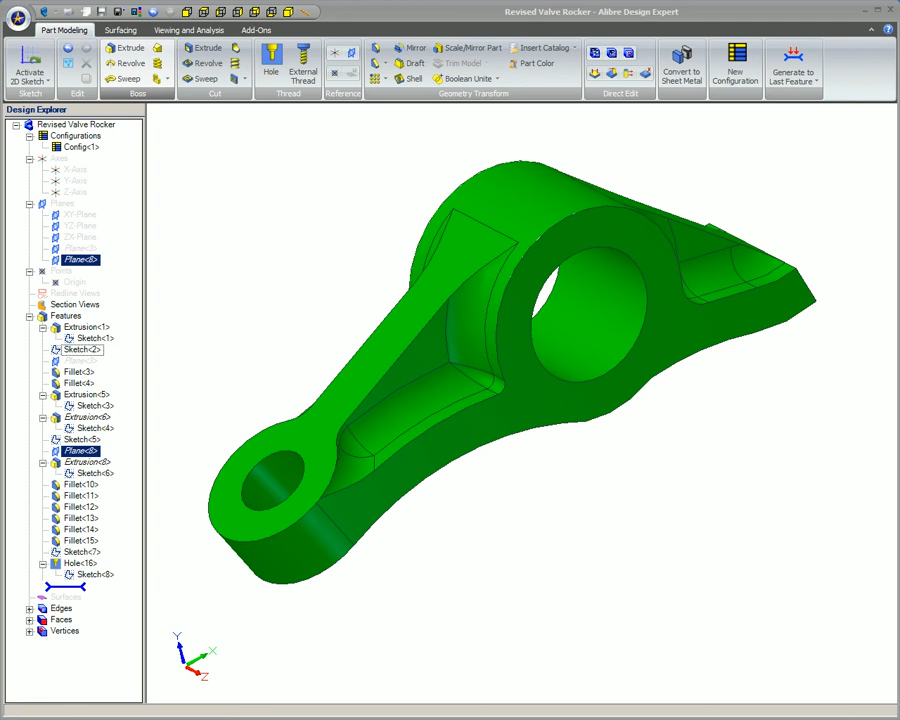 Revised Valve Rocker - Alibre Design Expert
Part Modeling Surfacing Viewing and Analysis Add-Ons
Activate
2D Sketch
Sketch
Edit
Extrude
Revolve
Sweep
Boss
Extrude
Revolve
Sweep
Cut
Hole
External
Thread
Thread
Reference
Mirror
Draft
Shell
Scale/Mirror Part
Trim Model
Boolean Unite
Insert Catalog
Part Color
Geometry Transform
Direct Edit
Convert to
Sheet Metal
New
Configuration
Generate to
Last Feature
Design Explorer
Revised Valve Rocker
Configurations
Config<1>
Axes
X-Axis
Y-Axis
Z-Axis
Planes
XY-Plane
YZ-Plane
ZX-Plane
Plane<3>
Plane<8>
Points
Origin
Redline Views
Section Views
Features
Extrusion<1>
Sketch<1>
Sketch<2>
Plane<3>
Fillet<3>
Fillet<4>
Extrusion<5>
Sketch<3>
Extrusion<6>
Sketch<4>
Sketch<5>
Plane<8>
Extrusion<8>
Sketch<6>
Fillet<10>
Fillet<11>
Fillet<12>
Fillet<13>
Fillet<14>
Fillet<15>
Sketch<7>
Hole<16>
Sketch<8>
Surfaces
Edges
Faces
Vertices
Y
X
Z